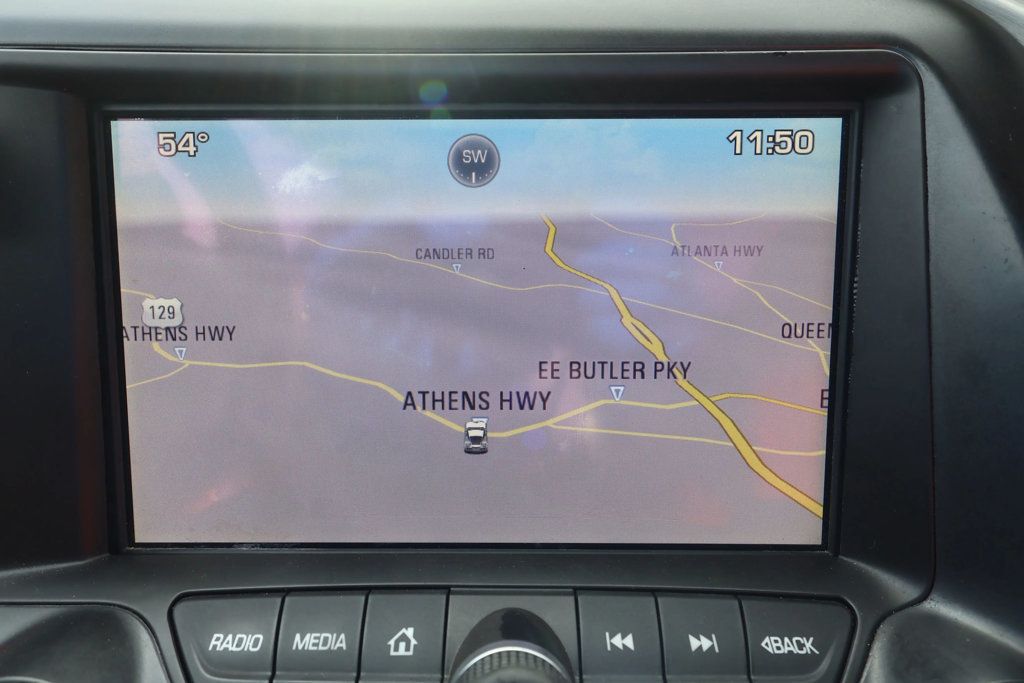 54°
SW
11:50
CANDLER RD
ATLANTA HWY
129
ATHENS HWY
QUEEN
EE BUTLER PKY
ATHENS HWY
E
RADIO
MEDIA
BACK